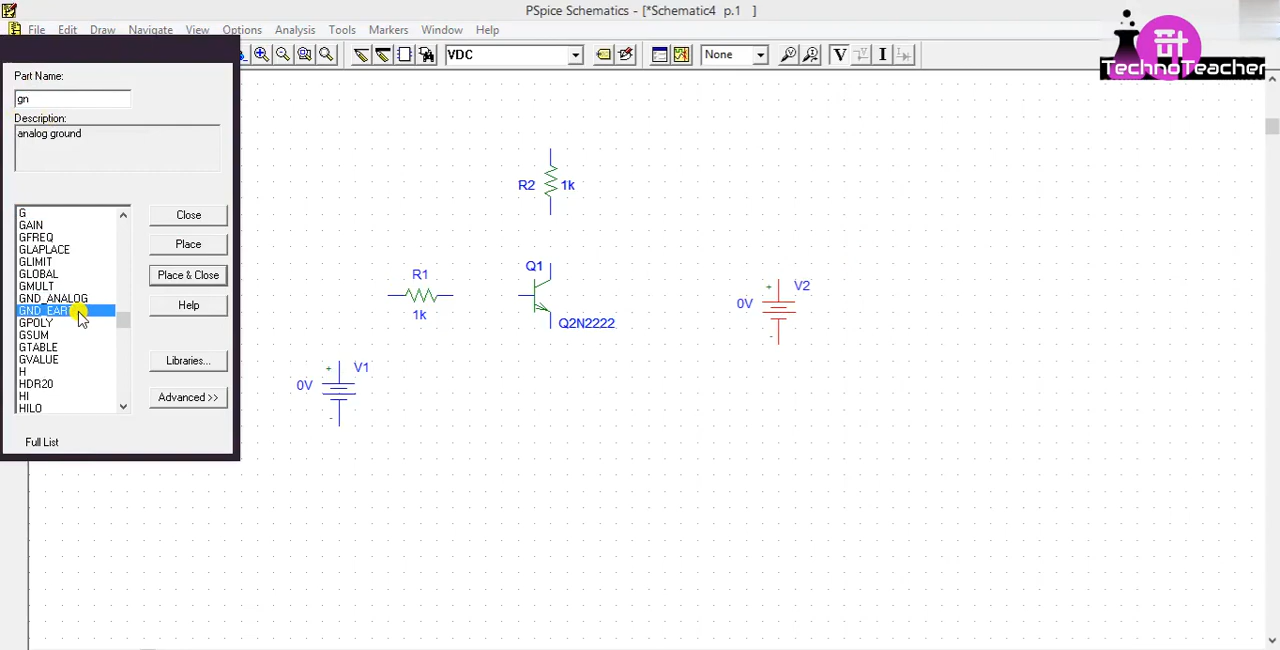 PSpice Schematics - [*Schematic4 p.1 ]
File Edit Draw Navigate View Options Analysis Tools Markers Window Help
VDC
None
V
I
TechnoTeacher
Part Name:
gn
Description:
analog ground
G
GAIN
GFREQ
GLAPLACE
GLIMIT
GLOBAL
GMULT
GND_ANALOG
GPOLY
GSUM
GTABLE
GVALUE
H
HDR20
HI
HILO
Close
Place
Place & Close
Help
Libraries...
Advanced >>
Full List
R2 1k
R1
1k
Q1
Q2N2222
+ V1
0V
-
+ V2
0V
-